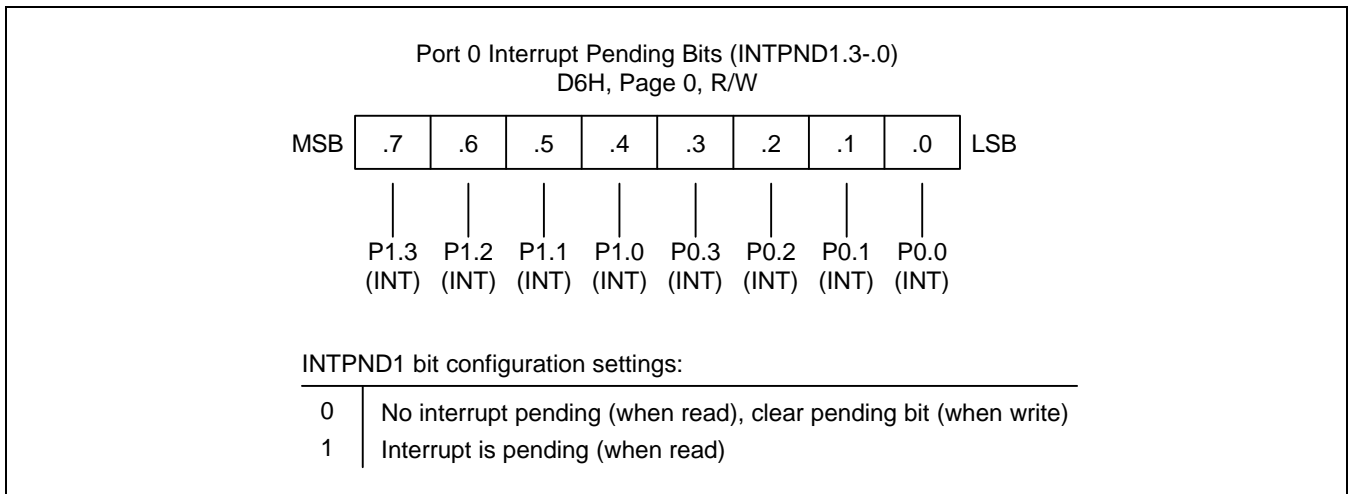 Port 0 Interrupt Pending Bits (INTPND1.3-.0)
D6H, Page 0, R/W
MSB .7 .6 .5 .4 .3 .2 .1 .0 LSB
P1.3 P1.2 P1.1 P1.0 P0.3 P0.2 P0.1 P0.0
(INT) (INT) (INT) (INT) (INT) (INT) (INT) (INT)
INTPND1 bit configuration settings:
0 No interrupt pending (when read), clear pending bit (when write)
1 Interrupt is pending (when read)